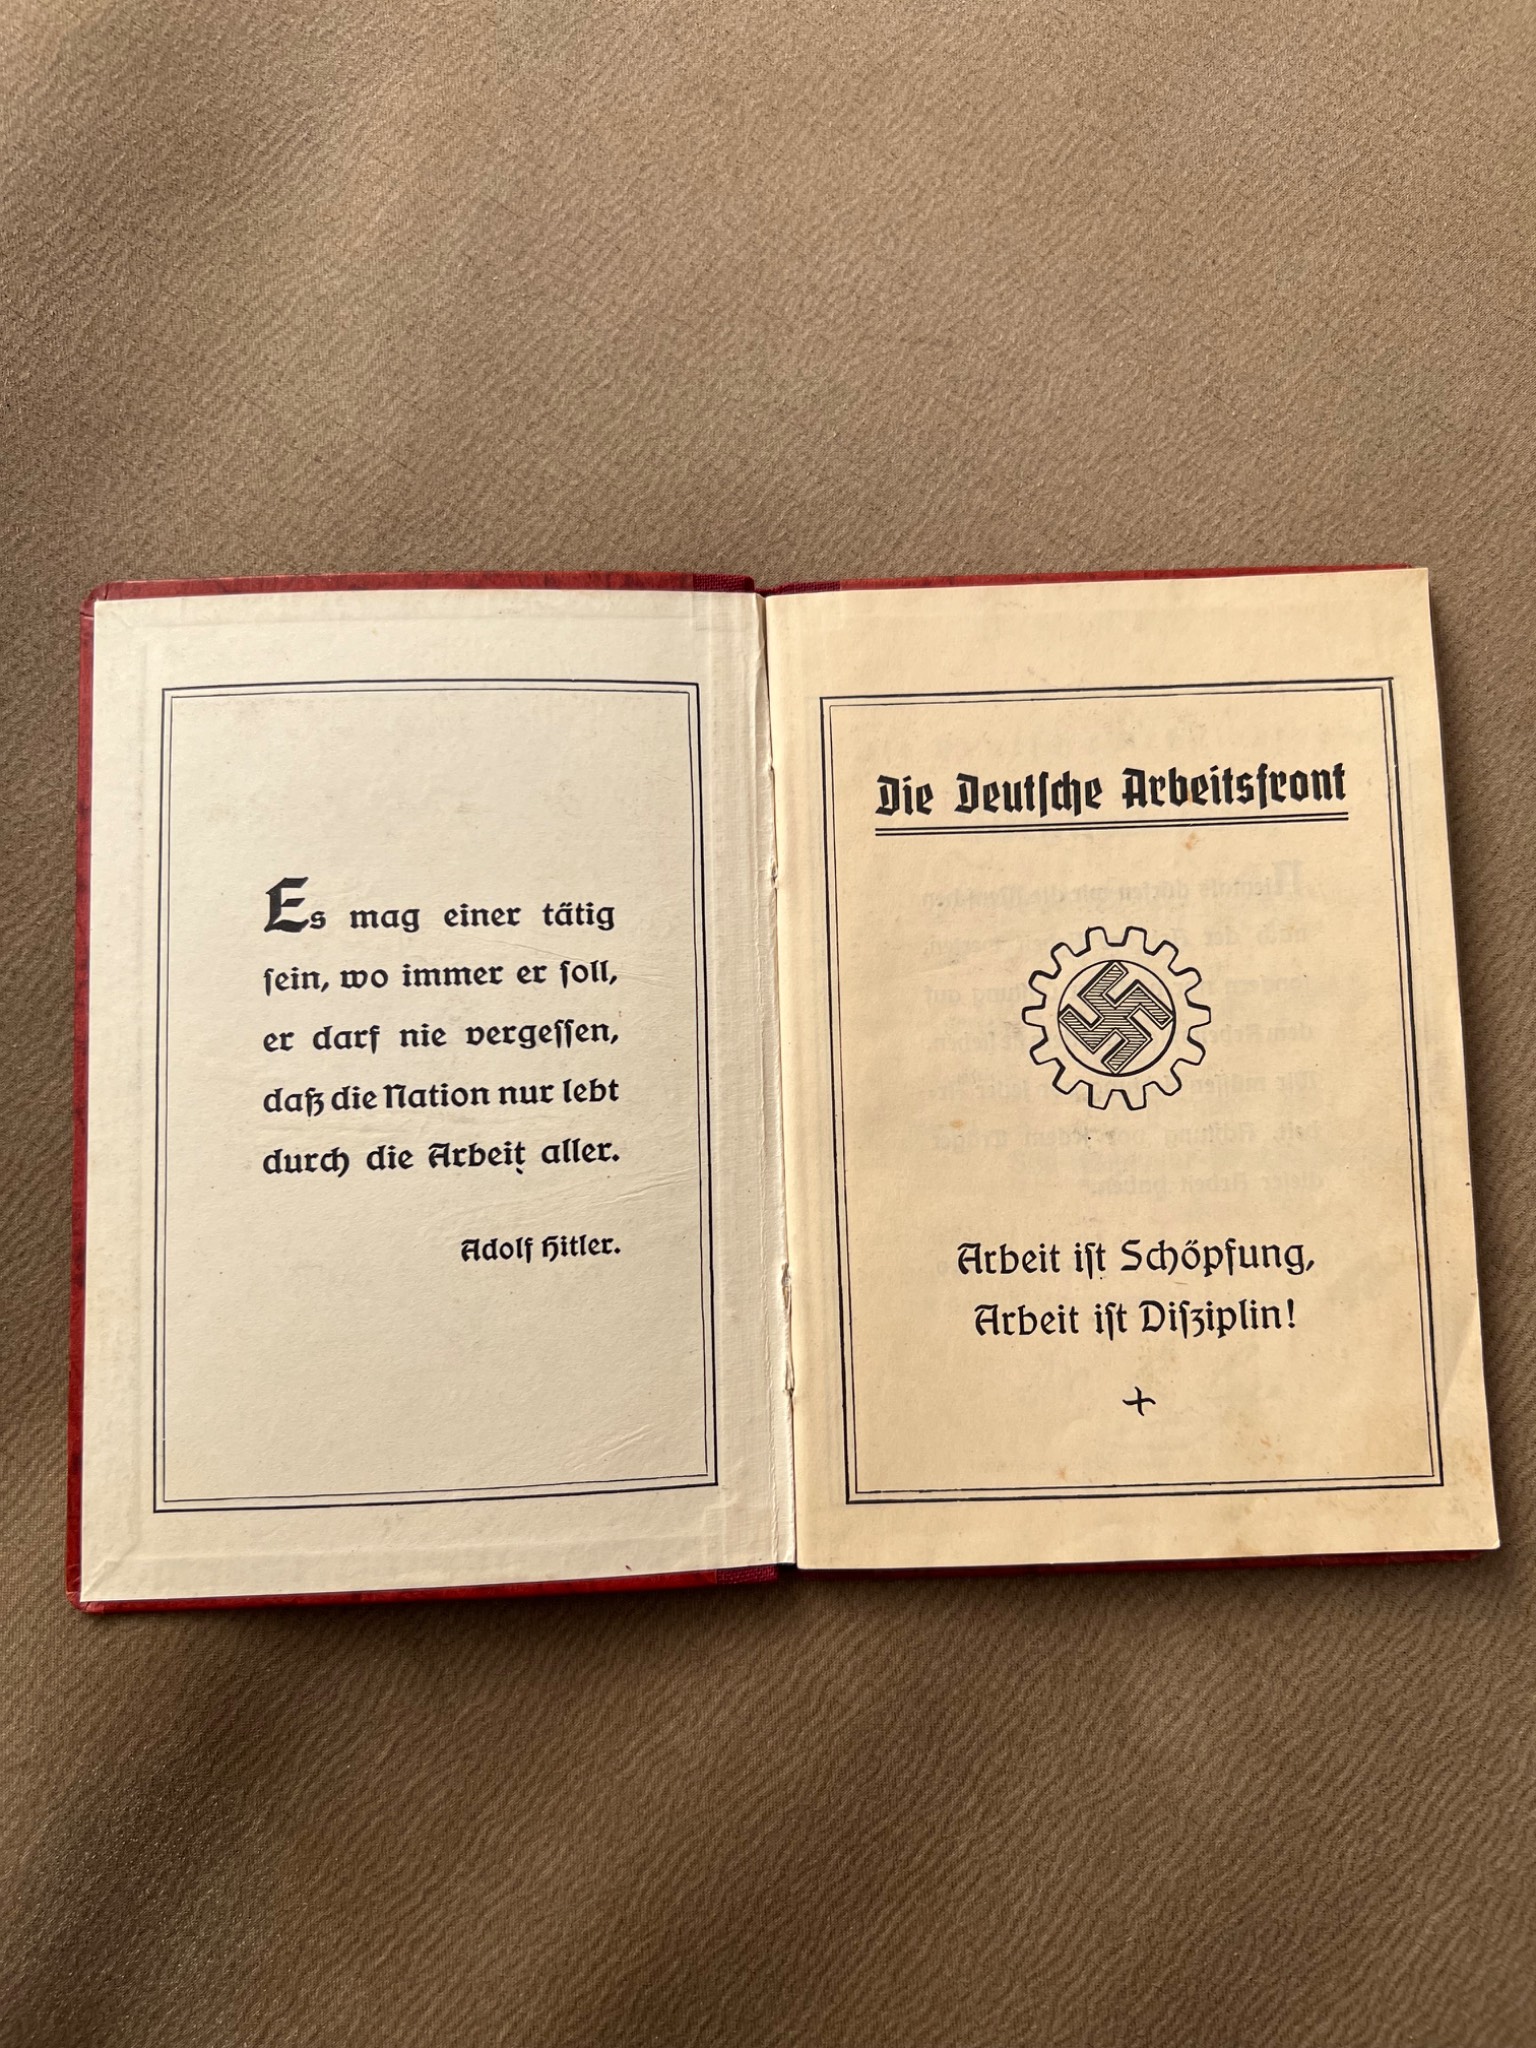 Es mag einer tätig
ſein, wo immer er ſoll,
er darf nie vergeſſen,
daß die Nation nur lebt
durch die Arbeit aller.
Adolf Hitler.
Die Deutſche Arbeitsfront
Arbeit iſt Schöpfung,
Arbeit iſt Diſziplin!